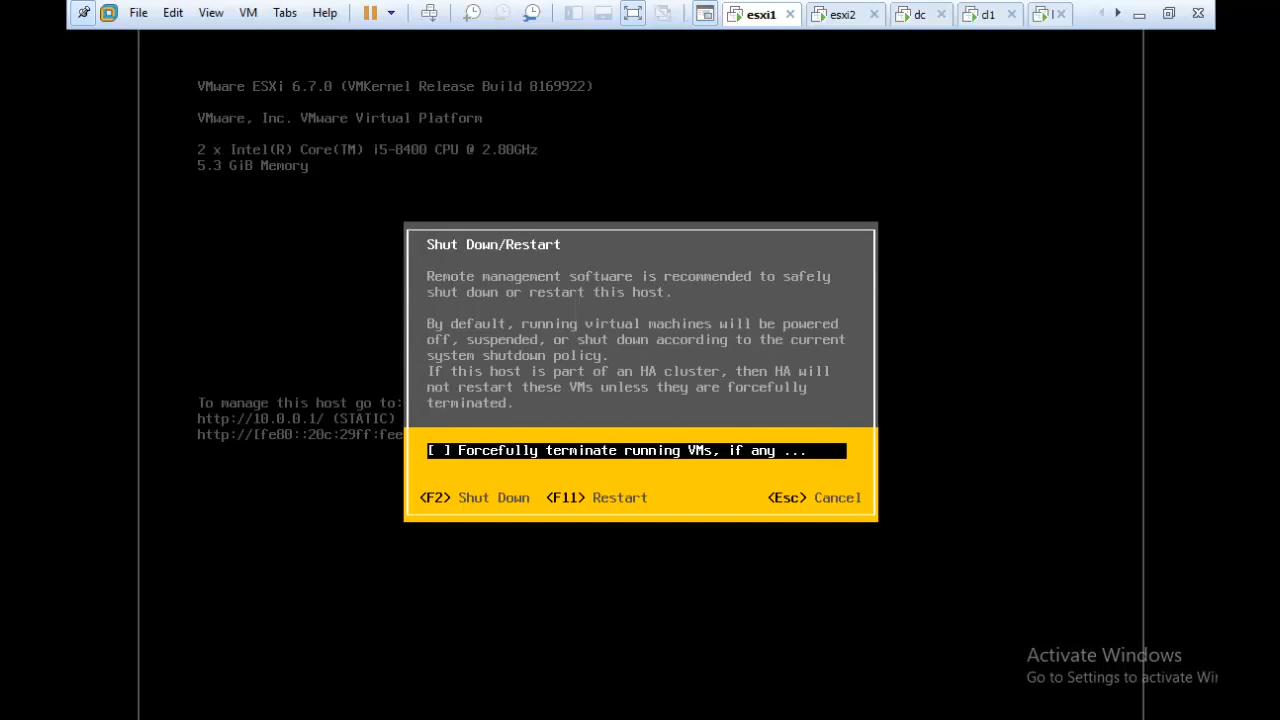 File Edit View VM Tabs Help esxi1 esxi2 dc cl1
VMware ESXi 6.7.0 (VMKernel Release Build 8169922)
VMware, Inc. VMware Virtual Platform
2 x Intel(R) Core(TM) i5-8400 CPU @ 2.80GHz
5.3 GiB Memory
Shut Down/Restart
Remote management software is recommended to safely
shut down or restart this host.
By default, running virtual machines will be powered
off, suspended, or shut down according to the current
system shutdown policy.
If this host is part of an HA cluster, then HA will
not restart these VMs unless they are forcefully
terminated.
To manage this host go to:
http://10.0.0.1/ (STATIC)
http://[fe80::20c:29ff:fee
[ ] Forcefully terminate running VMs, if any ...
<F2> Shut Down <F11> Restart <Esc> Cancel
Activate Windows
Go to Settings to activate Wi